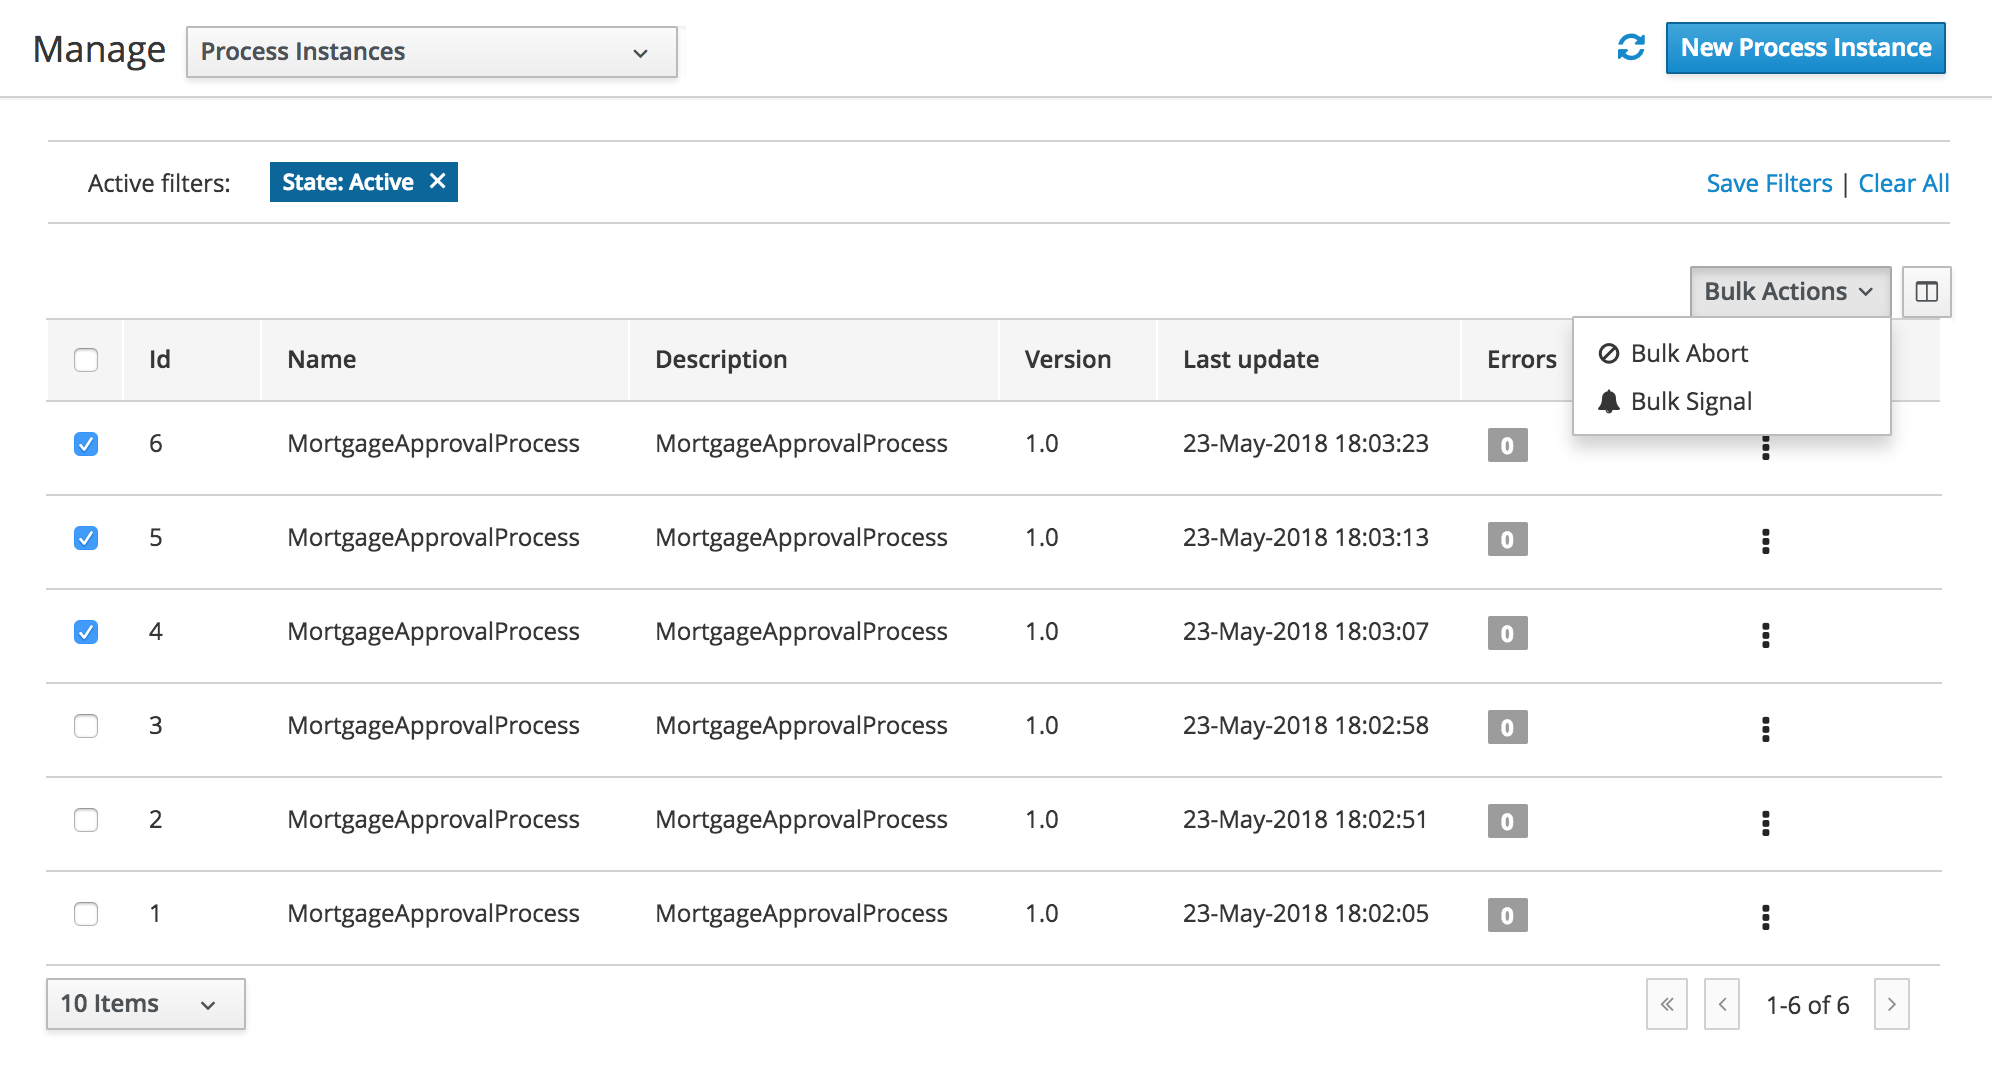 Manage Process Instances New Process Instance
Active filters: State: Active Save Filters | Clear All
Bulk Actions
Id Name Description Version Last update Errors
Bulk Abort
Bulk Signal
6 MortgageApprovalProcess MortgageApprovalProcess 1.0 23-May-2018 18:03:23 0
5 MortgageApprovalProcess MortgageApprovalProcess 1.0 23-May-2018 18:03:13 0
4 MortgageApprovalProcess MortgageApprovalProcess 1.0 23-May-2018 18:03:07 0
3 MortgageApprovalProcess MortgageApprovalProcess 1.0 23-May-2018 18:02:58 0
2 MortgageApprovalProcess MortgageApprovalProcess 1.0 23-May-2018 18:02:51 0
1 MortgageApprovalProcess MortgageApprovalProcess 1.0 23-May-2018 18:02:05 0
10 Items 1-6 of 6